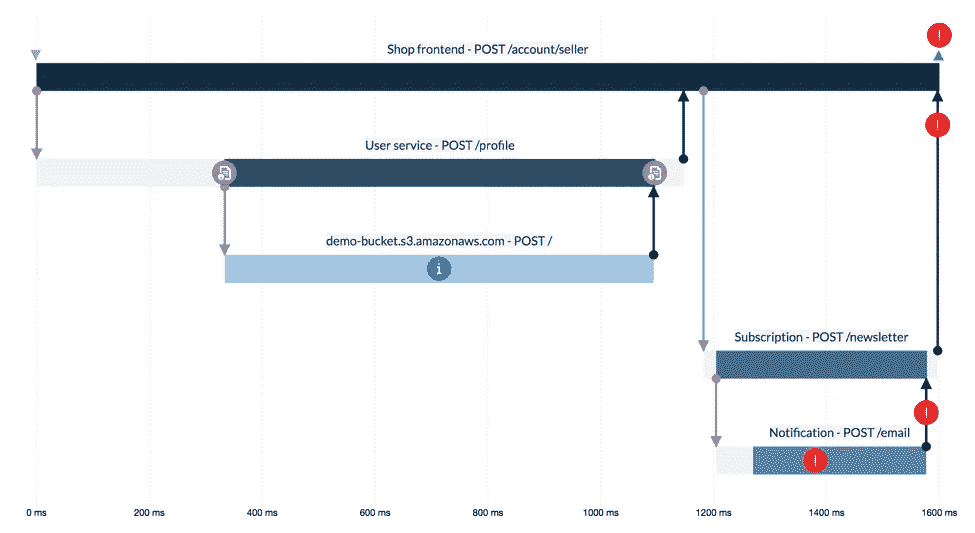 Shop frontend - POST /account/seller
User service - POST /profile
demo-bucket.s3.amazonaws.com - POST /
i
Subscription - POST /newsletter
Notification - POST /email
!
!
!
!
0 ms 200 ms 400 ms 600 ms 800 ms 1000 ms 1200 ms 1400 ms 1600 ms